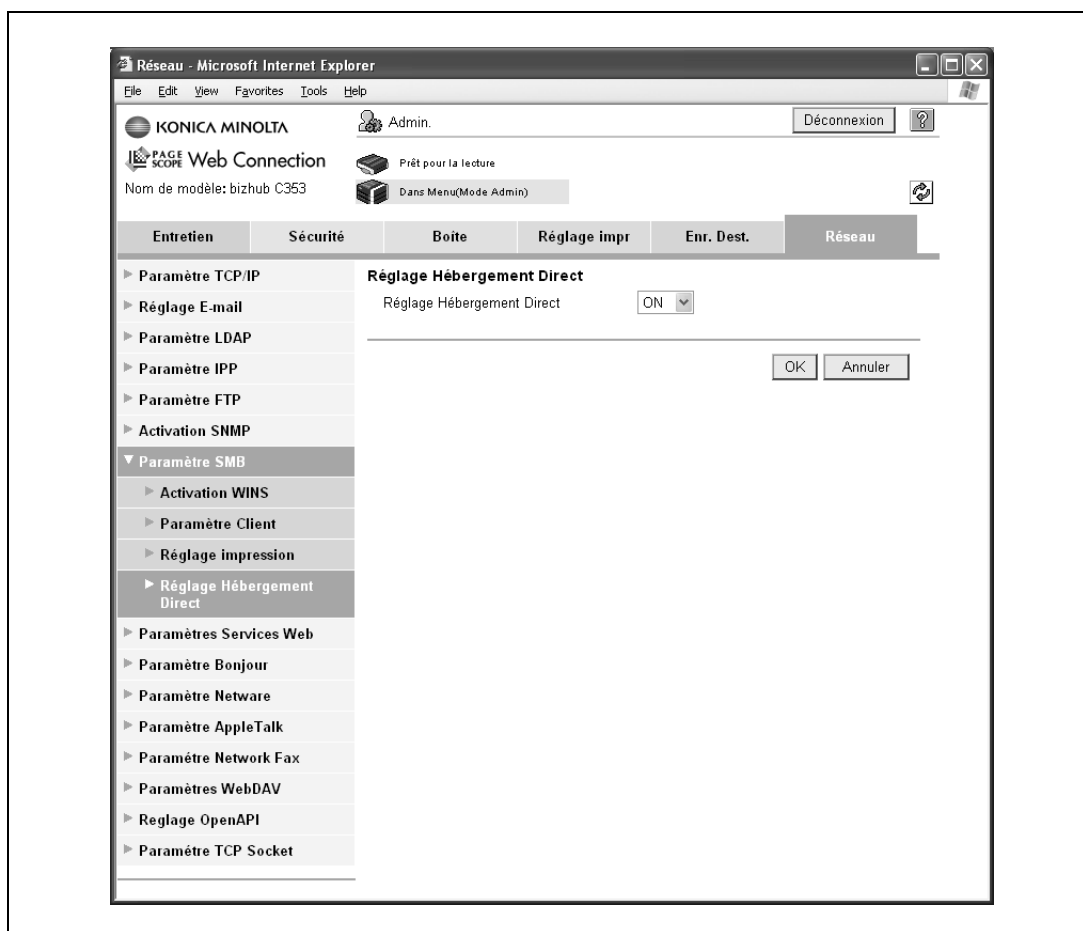 Réseau - Microsoft Internet Explorer
File Edit View Favorites Tools Help
KONICA MINOLTA
Admin.
Déconnexion
?
PAGE SCOPE Web Connection
Prêt pour la lecture
Nom de modèle: bizhub C353
Dans Menu(Mode Admin)
Entretien Sécurité Boîte Réglage impr Enr. Dest. Réseau
Paramètre TCP/IP
Réglage E-mail
Paramètre LDAP
Paramètre IPP
Paramètre FTP
Activation SNMP
Paramètre SMB
Activation WINS
Paramètre Client
Réglage impression
Réglage Hébergement
Direct
Paramètres Services Web
Paramètre Bonjour
Paramètre Netware
Paramètre AppleTalk
Paramétre Network Fax
Paramètres WebDAV
Reglage OpenAPI
Paramétre TCP Socket
Réglage Hébergement Direct
Réglage Hébergement Direct ON
OK Annuler